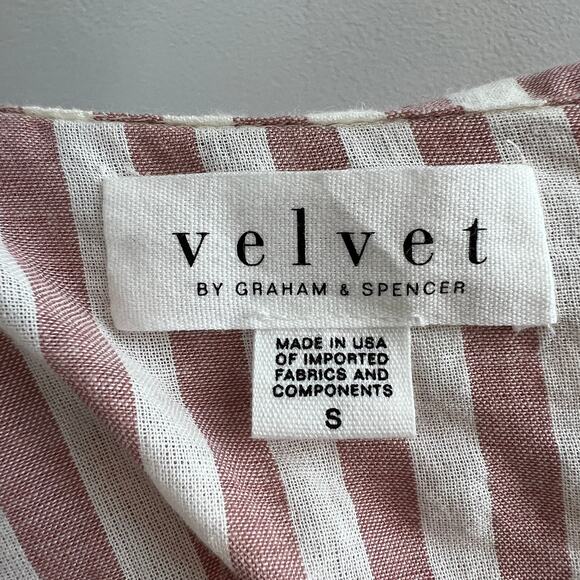 velvet
BY GRAHAM & SPENCER
MADE IN USA
OF IMPORTED
FABRICS AND
COMPONENTS
S